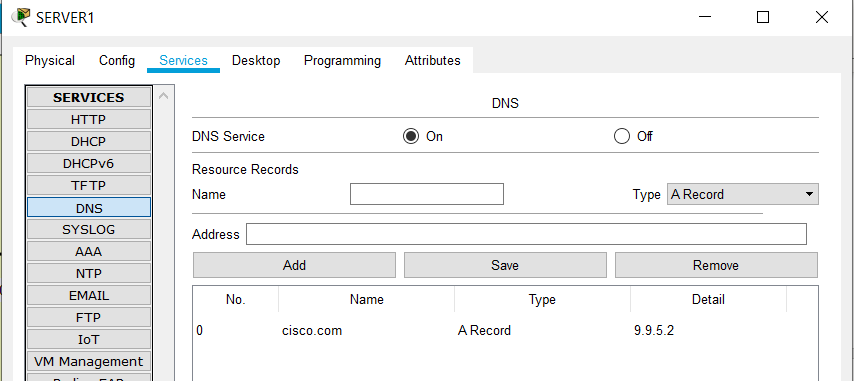 SERVER1
Physical Config Services Desktop Programming Attributes
SERVICES
HTTP
DHCP
DHCPv6
TFTP
DNS
SYSLOG
AAA
NTP
EMAIL
FTP
IoT
VM Management
DNS
DNS Service On Off
Resource Records
Name Type A Record
Address
Add Save Remove
No. Name Type Detail
0 cisco.com A Record 9.9.5.2